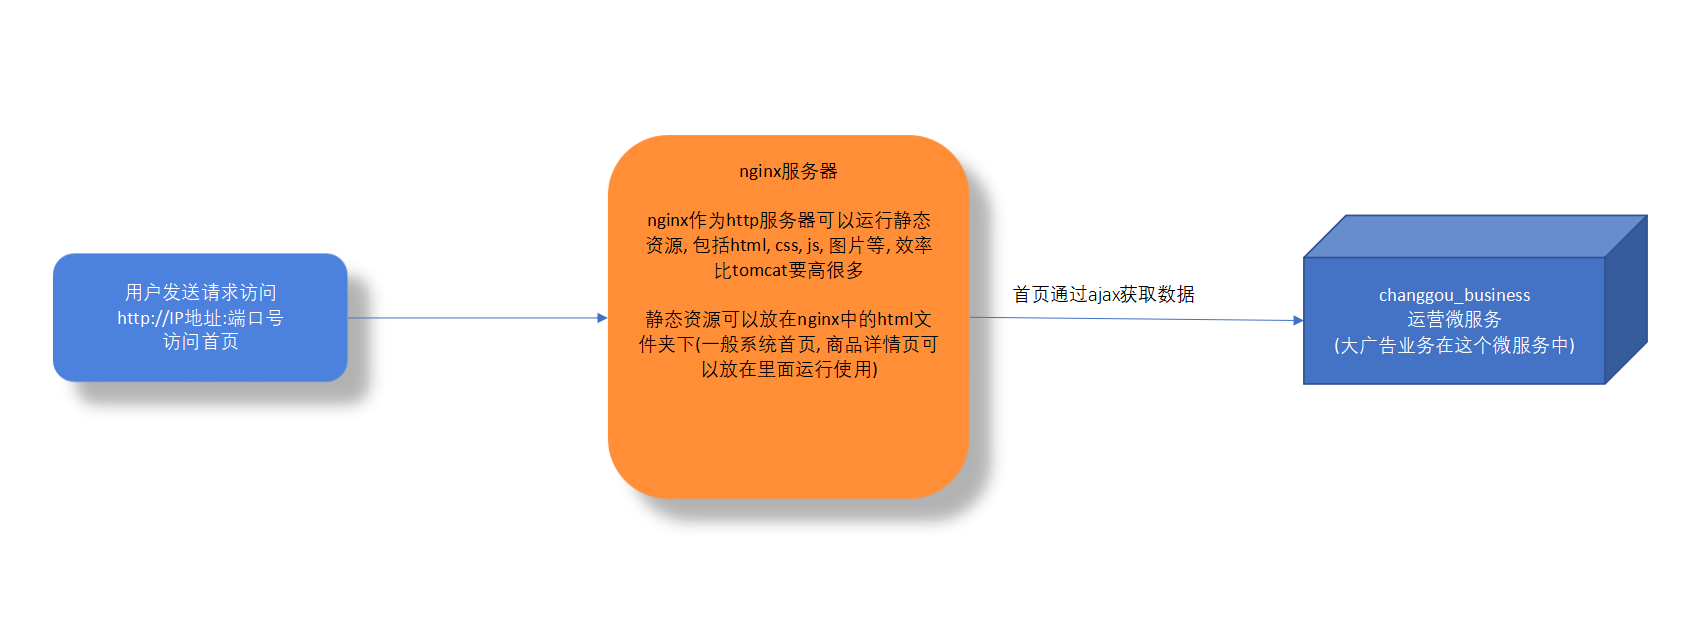 用户发送请求访问
http://IP地址:端口号
访问首页
nginx服务器
nginx作为http服务器可以运行静态
资源, 包括html, css, js, 图片等, 效率
比tomcat要高很多
静态资源可以放在nginx中的html文
件夹下(一般系统首页, 商品详情页可
以放在里面运行使用)
首页通过ajax获取数据
changgou_business
运营微服务
(大广告业务在这个微服务中)